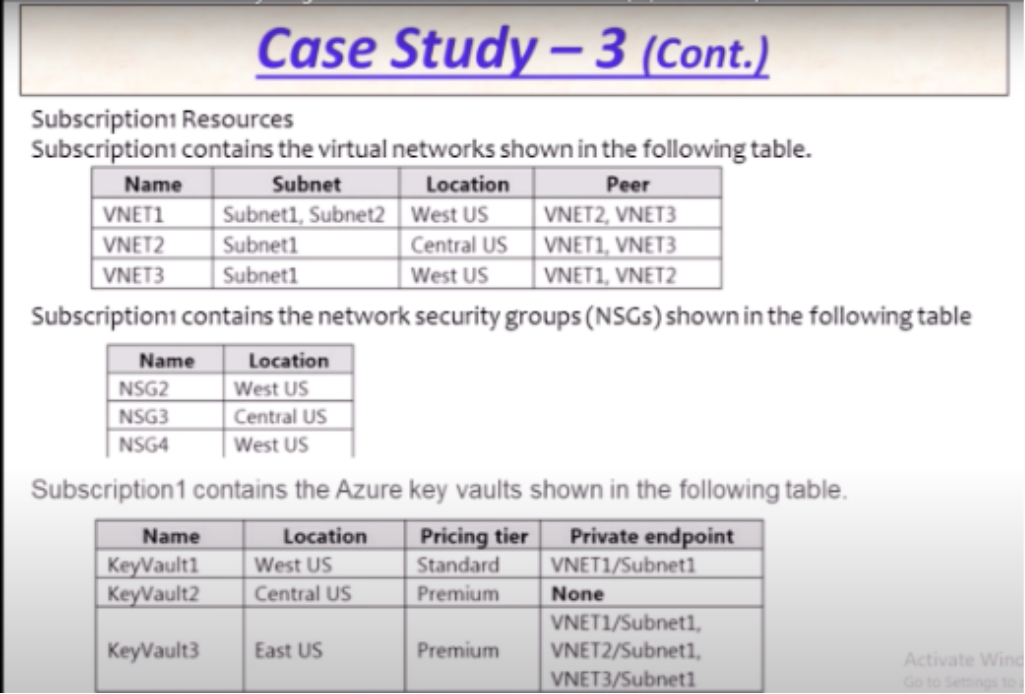 Case Study – 3 (Cont.)
Subscription1 Resources
Subscription1 contains the virtual networks shown in the following table.
Name Subnet Location Peer
VNET1 Subnet1, Subnet2 West US VNET2, VNET3
VNET2 Subnet1 Central US VNET1, VNET3
VNET3 Subnet1 West US VNET1, VNET2
Subscription1 contains the network security groups (NSGs) shown in the following table
Name Location
NSG2 West US
NSG3 Central US
NSG4 West US
Subscription1 contains the Azure key vaults shown in the following table.
Name Location Pricing tier Private endpoint
KeyVault1 West US Standard VNET1/Subnet1
KeyVault2 Central US Premium None
KeyVault3 East US Premium VNET1/Subnet1,
VNET2/Subnet1,
VNET3/Subnet1
Activate Wind
Go to Settings to